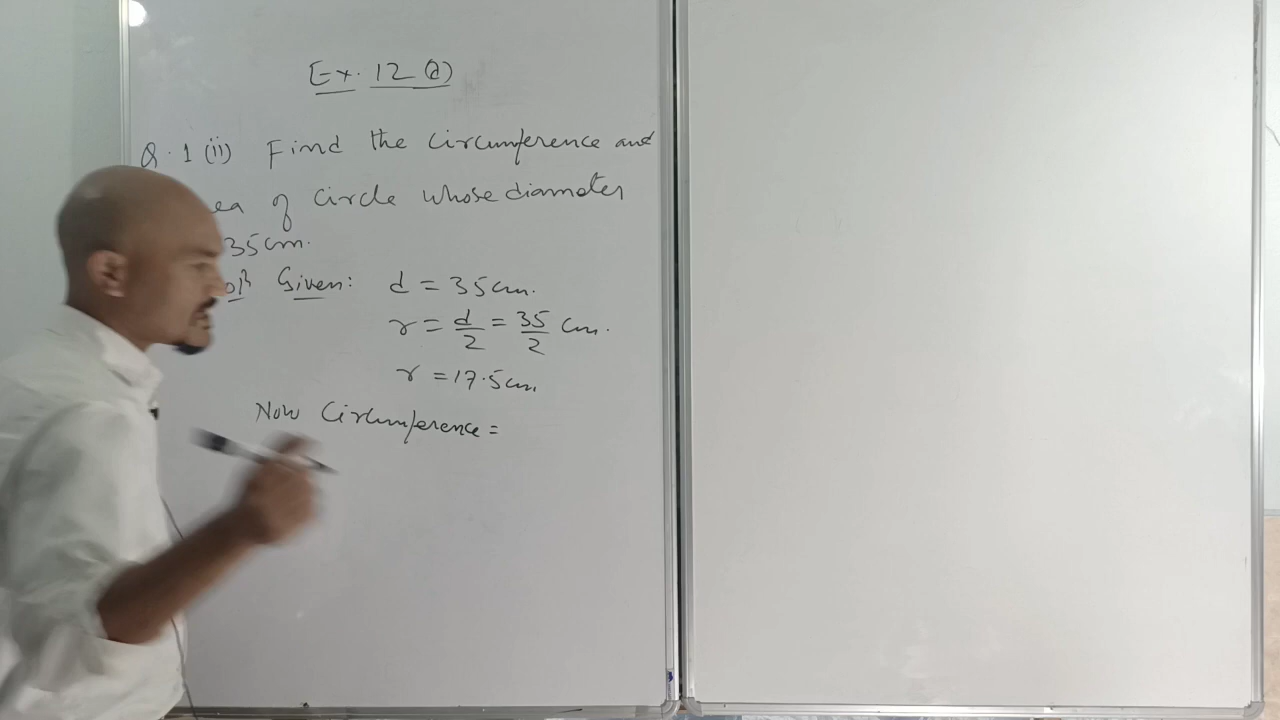 Ex. 12 (a)
Q. 1 (ii) Find the circumference and
ea of circle whose diameter
35cm.
Given: d = 35cm.
r = d/2 = 35/2 cm.
r = 17.5cm
Now Circumference =